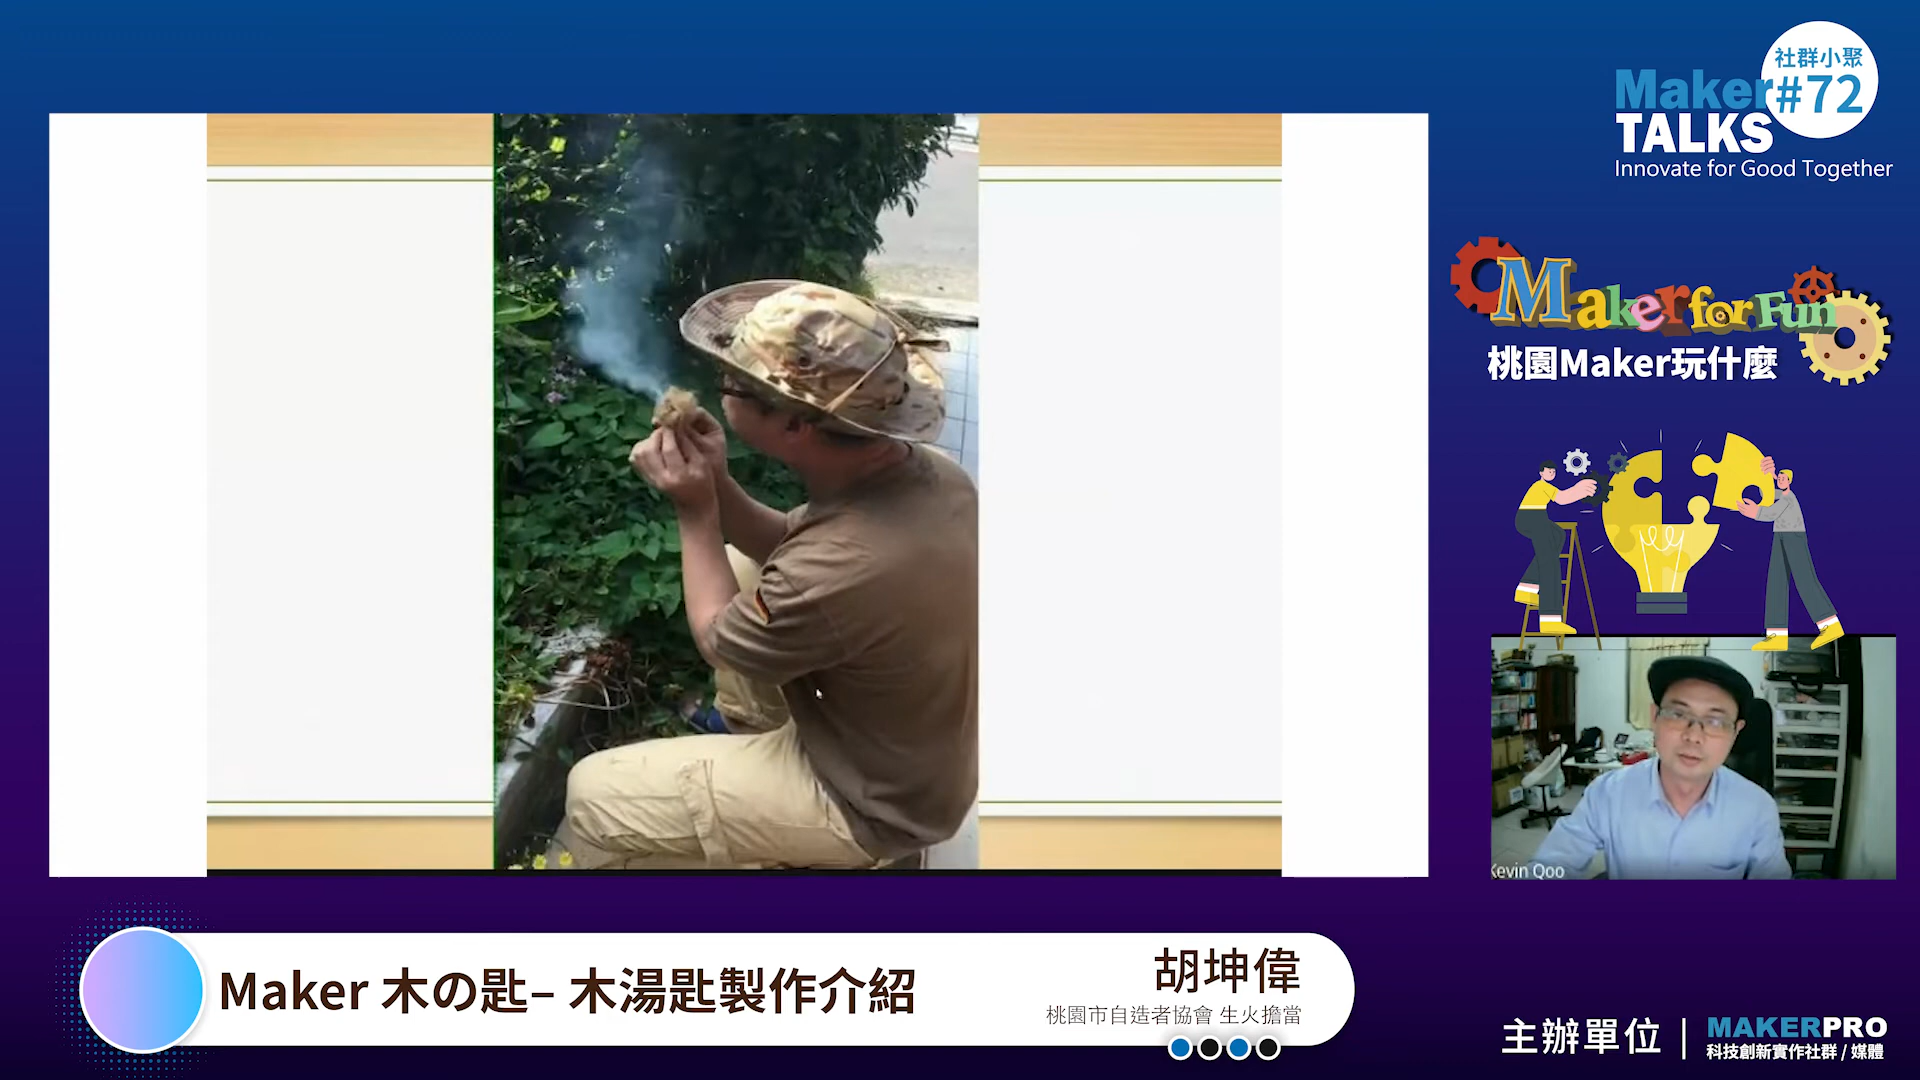 社群小聚
#72
Maker
TALKS
Innovate for Good Together
Maker for Fun
桃園Maker玩什麼
Kevin Qoo
Maker 木の匙– 木湯匙製作介紹
胡坤偉
桃園市自造者協會 生火擔當
主辦單位 | MAKERPRO
科技創新實作社群 / 媒體